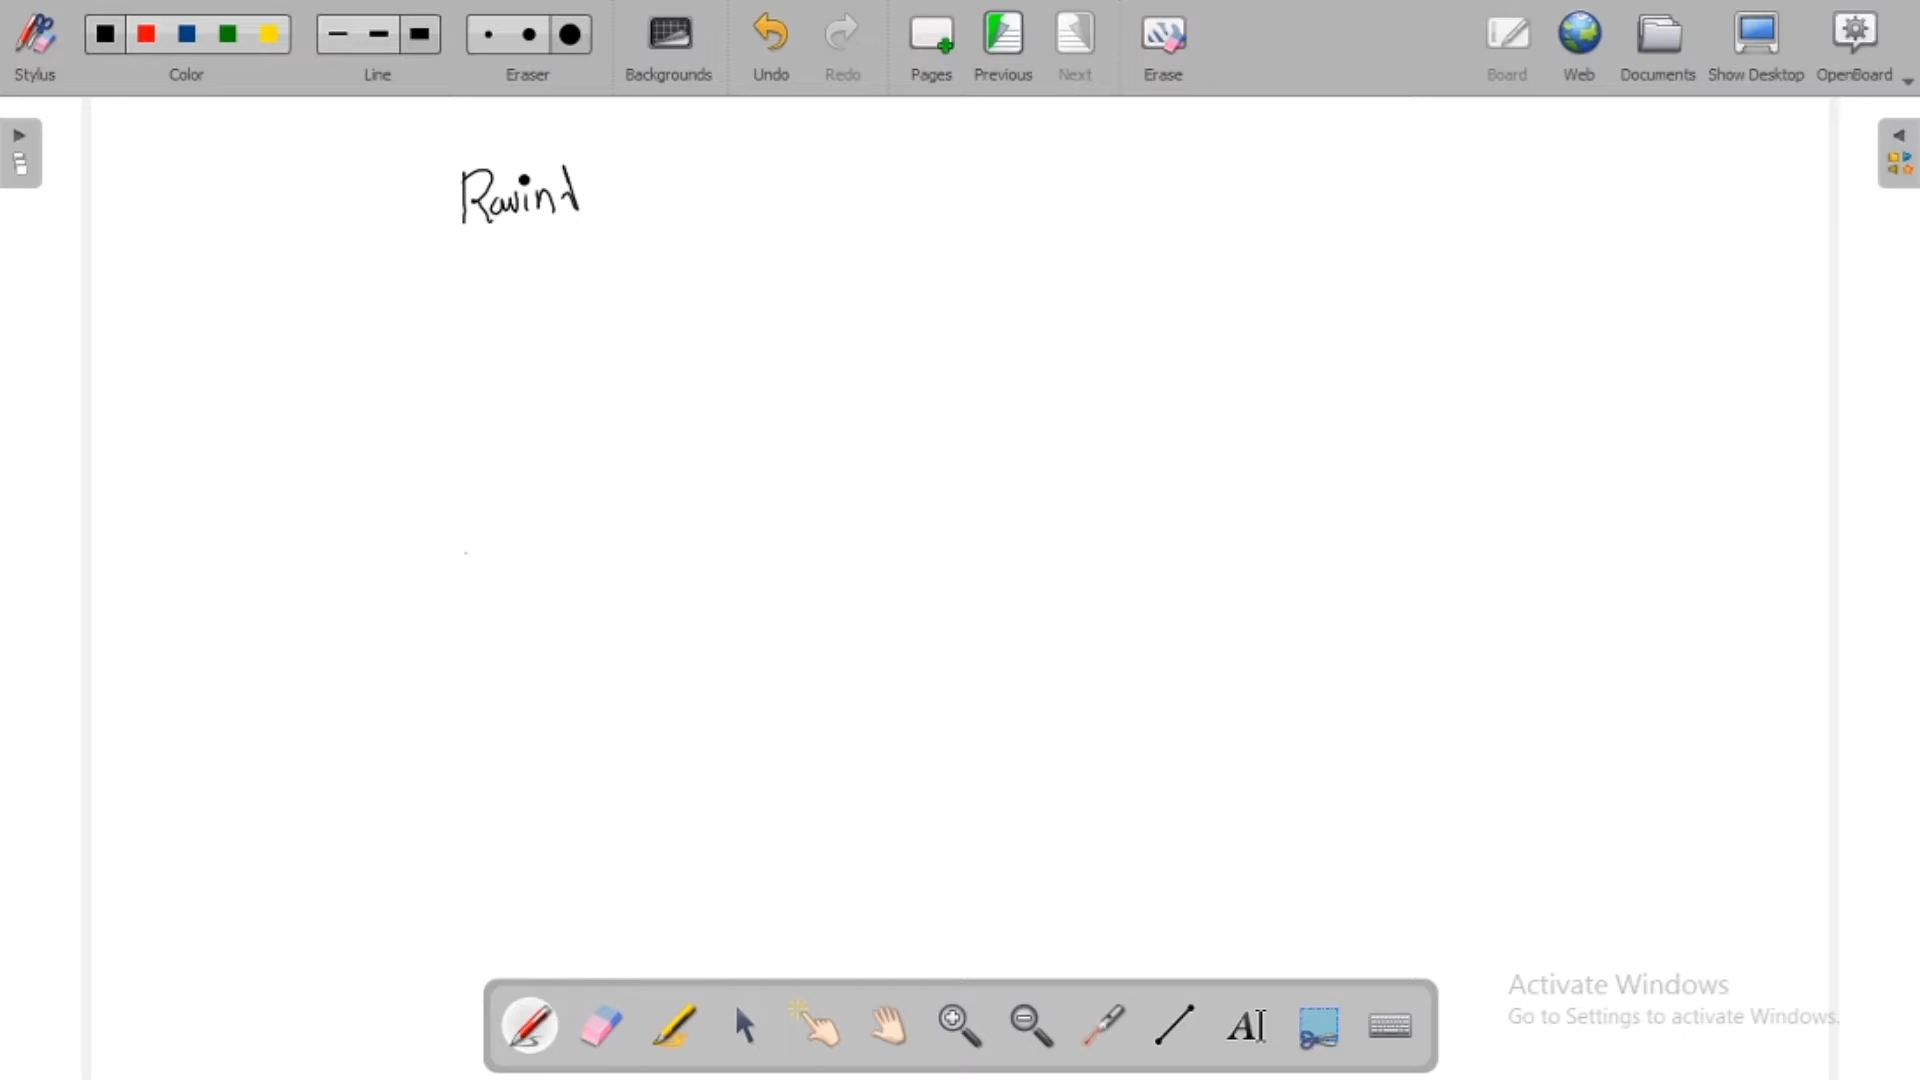 Stylus
Color
Line
Eraser
Backgrounds
Undo
Redo
Pages
Previous
Next
Erase
Board
Web
Documents
Show Desktop
OpenBoard
Ravind
Activate Windows
Go to Settings to activate Windows.